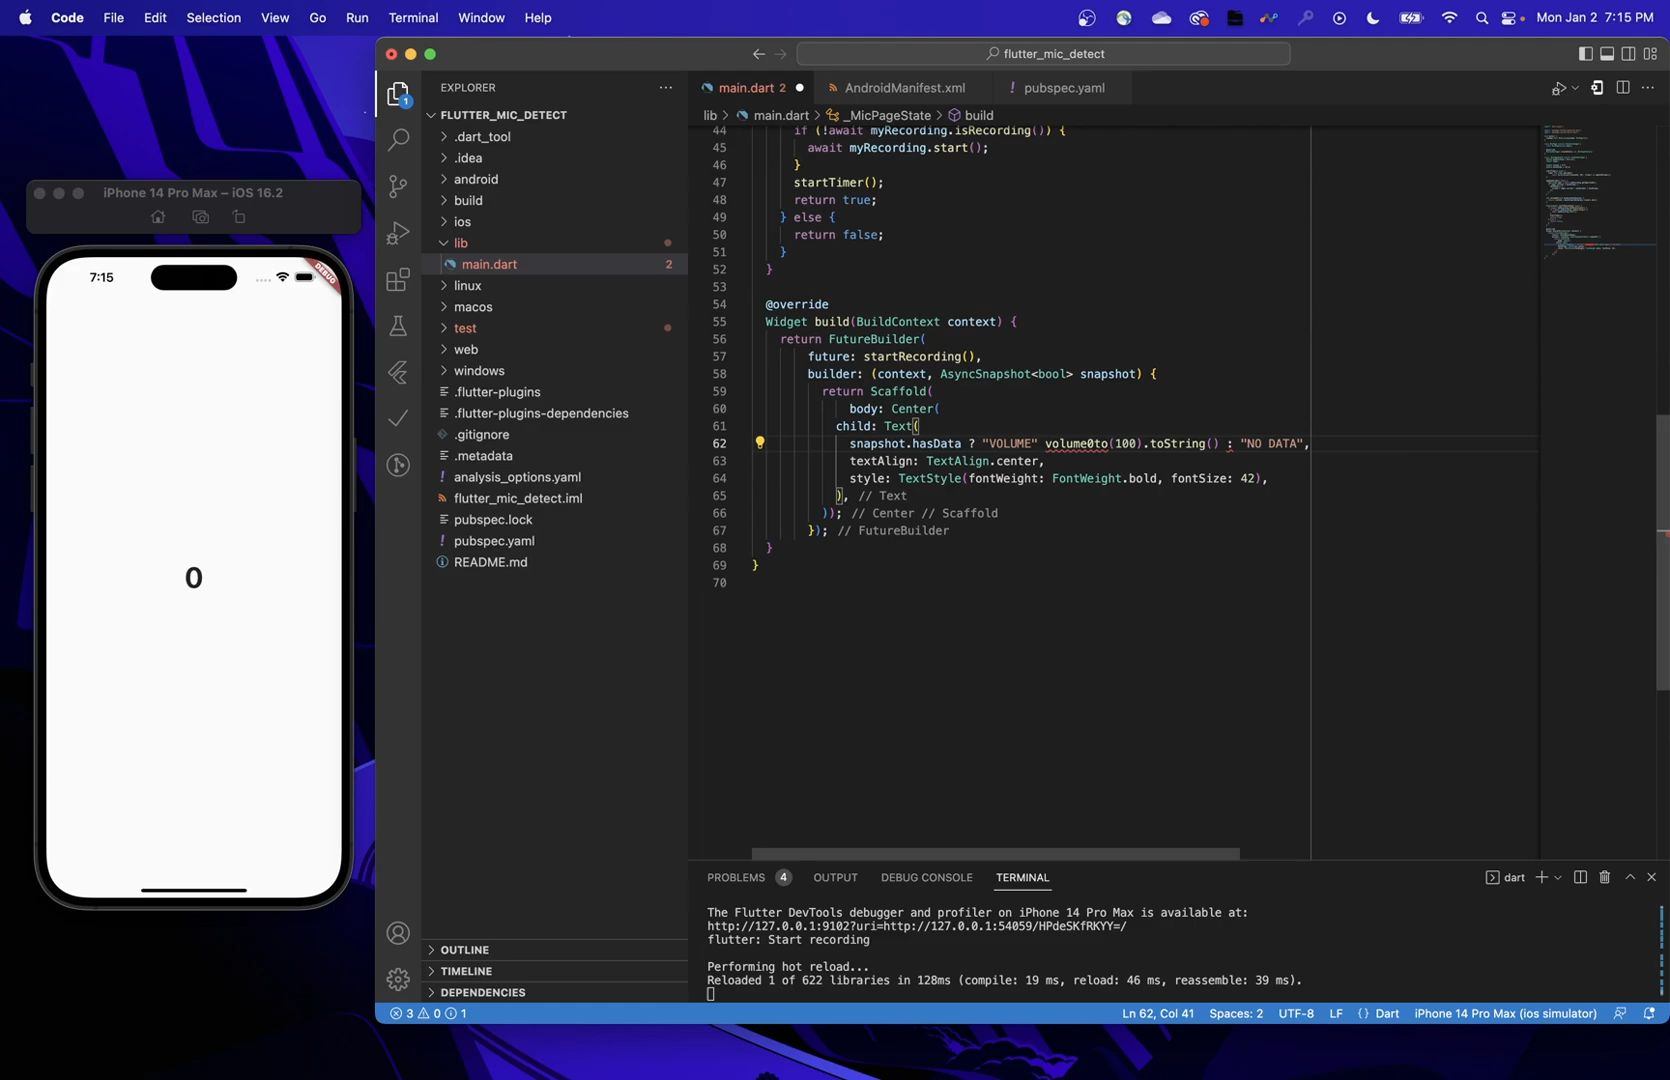 Code File Edit Selection View Go Run Terminal Window Help
Mon Jan 2 7:15 PM
flutter_mic_detect
EXPLORER
main.dart 2
AndroidManifest.xml
! pubspec.yaml
lib > main.dart > _MicPageState > build
FLUTTER_MIC_DETECT
.dart_tool
.idea
android
build
ios
lib
main.dart 2
linux
macos
test
web
windows
.flutter-plugins
.flutter-plugins-dependencies
.gitignore
.metadata
! analysis_options.yaml
flutter_mic_detect.iml
pubspec.lock
! pubspec.yaml
README.md
OUTLINE
TIMELINE
DEPENDENCIES
1
iPhone 14 Pro Max – iOS 16.2
7:15
DEBUG
0
44 if (!await myRecording.isRecording()) {
45 await myRecording.start();
46 }
47 startTimer();
48 return true;
49 } else {
50 return false;
51 }
52 }
53
54 @override
55 Widget build(BuildContext context) {
56 return FutureBuilder(
57 future: startRecording(),
58 builder: (context, AsyncSnapshot<bool> snapshot) {
59 return Scaffold(
60 body: Center(
61 child: Text(
62 snapshot.hasData ? "VOLUME" volume0to(100).toString() : "NO DATA",
63 textAlign: TextAlign.center,
64 style: TextStyle(fontWeight: FontWeight.bold, fontSize: 42),
65 ), // Text
66 )); // Center // Scaffold
67 }); // FutureBuilder
68 }
69 }
70
PROBLEMS 4 OUTPUT DEBUG CONSOLE TERMINAL
dart
The Flutter DevTools debugger and profiler on iPhone 14 Pro Max is available at:
http://127.0.0.1:9102?uri=http://127.0.0.1:54059/HPdeSKfRKYY=/
flutter: Start recording
Performing hot reload...
Reloaded 1 of 622 libraries in 128ms (compile: 19 ms, reload: 46 ms, reassemble: 39 ms).
3 0 1
Ln 62, Col 41 Spaces: 2 UTF-8 LF {} Dart iPhone 14 Pro Max (ios simulator)